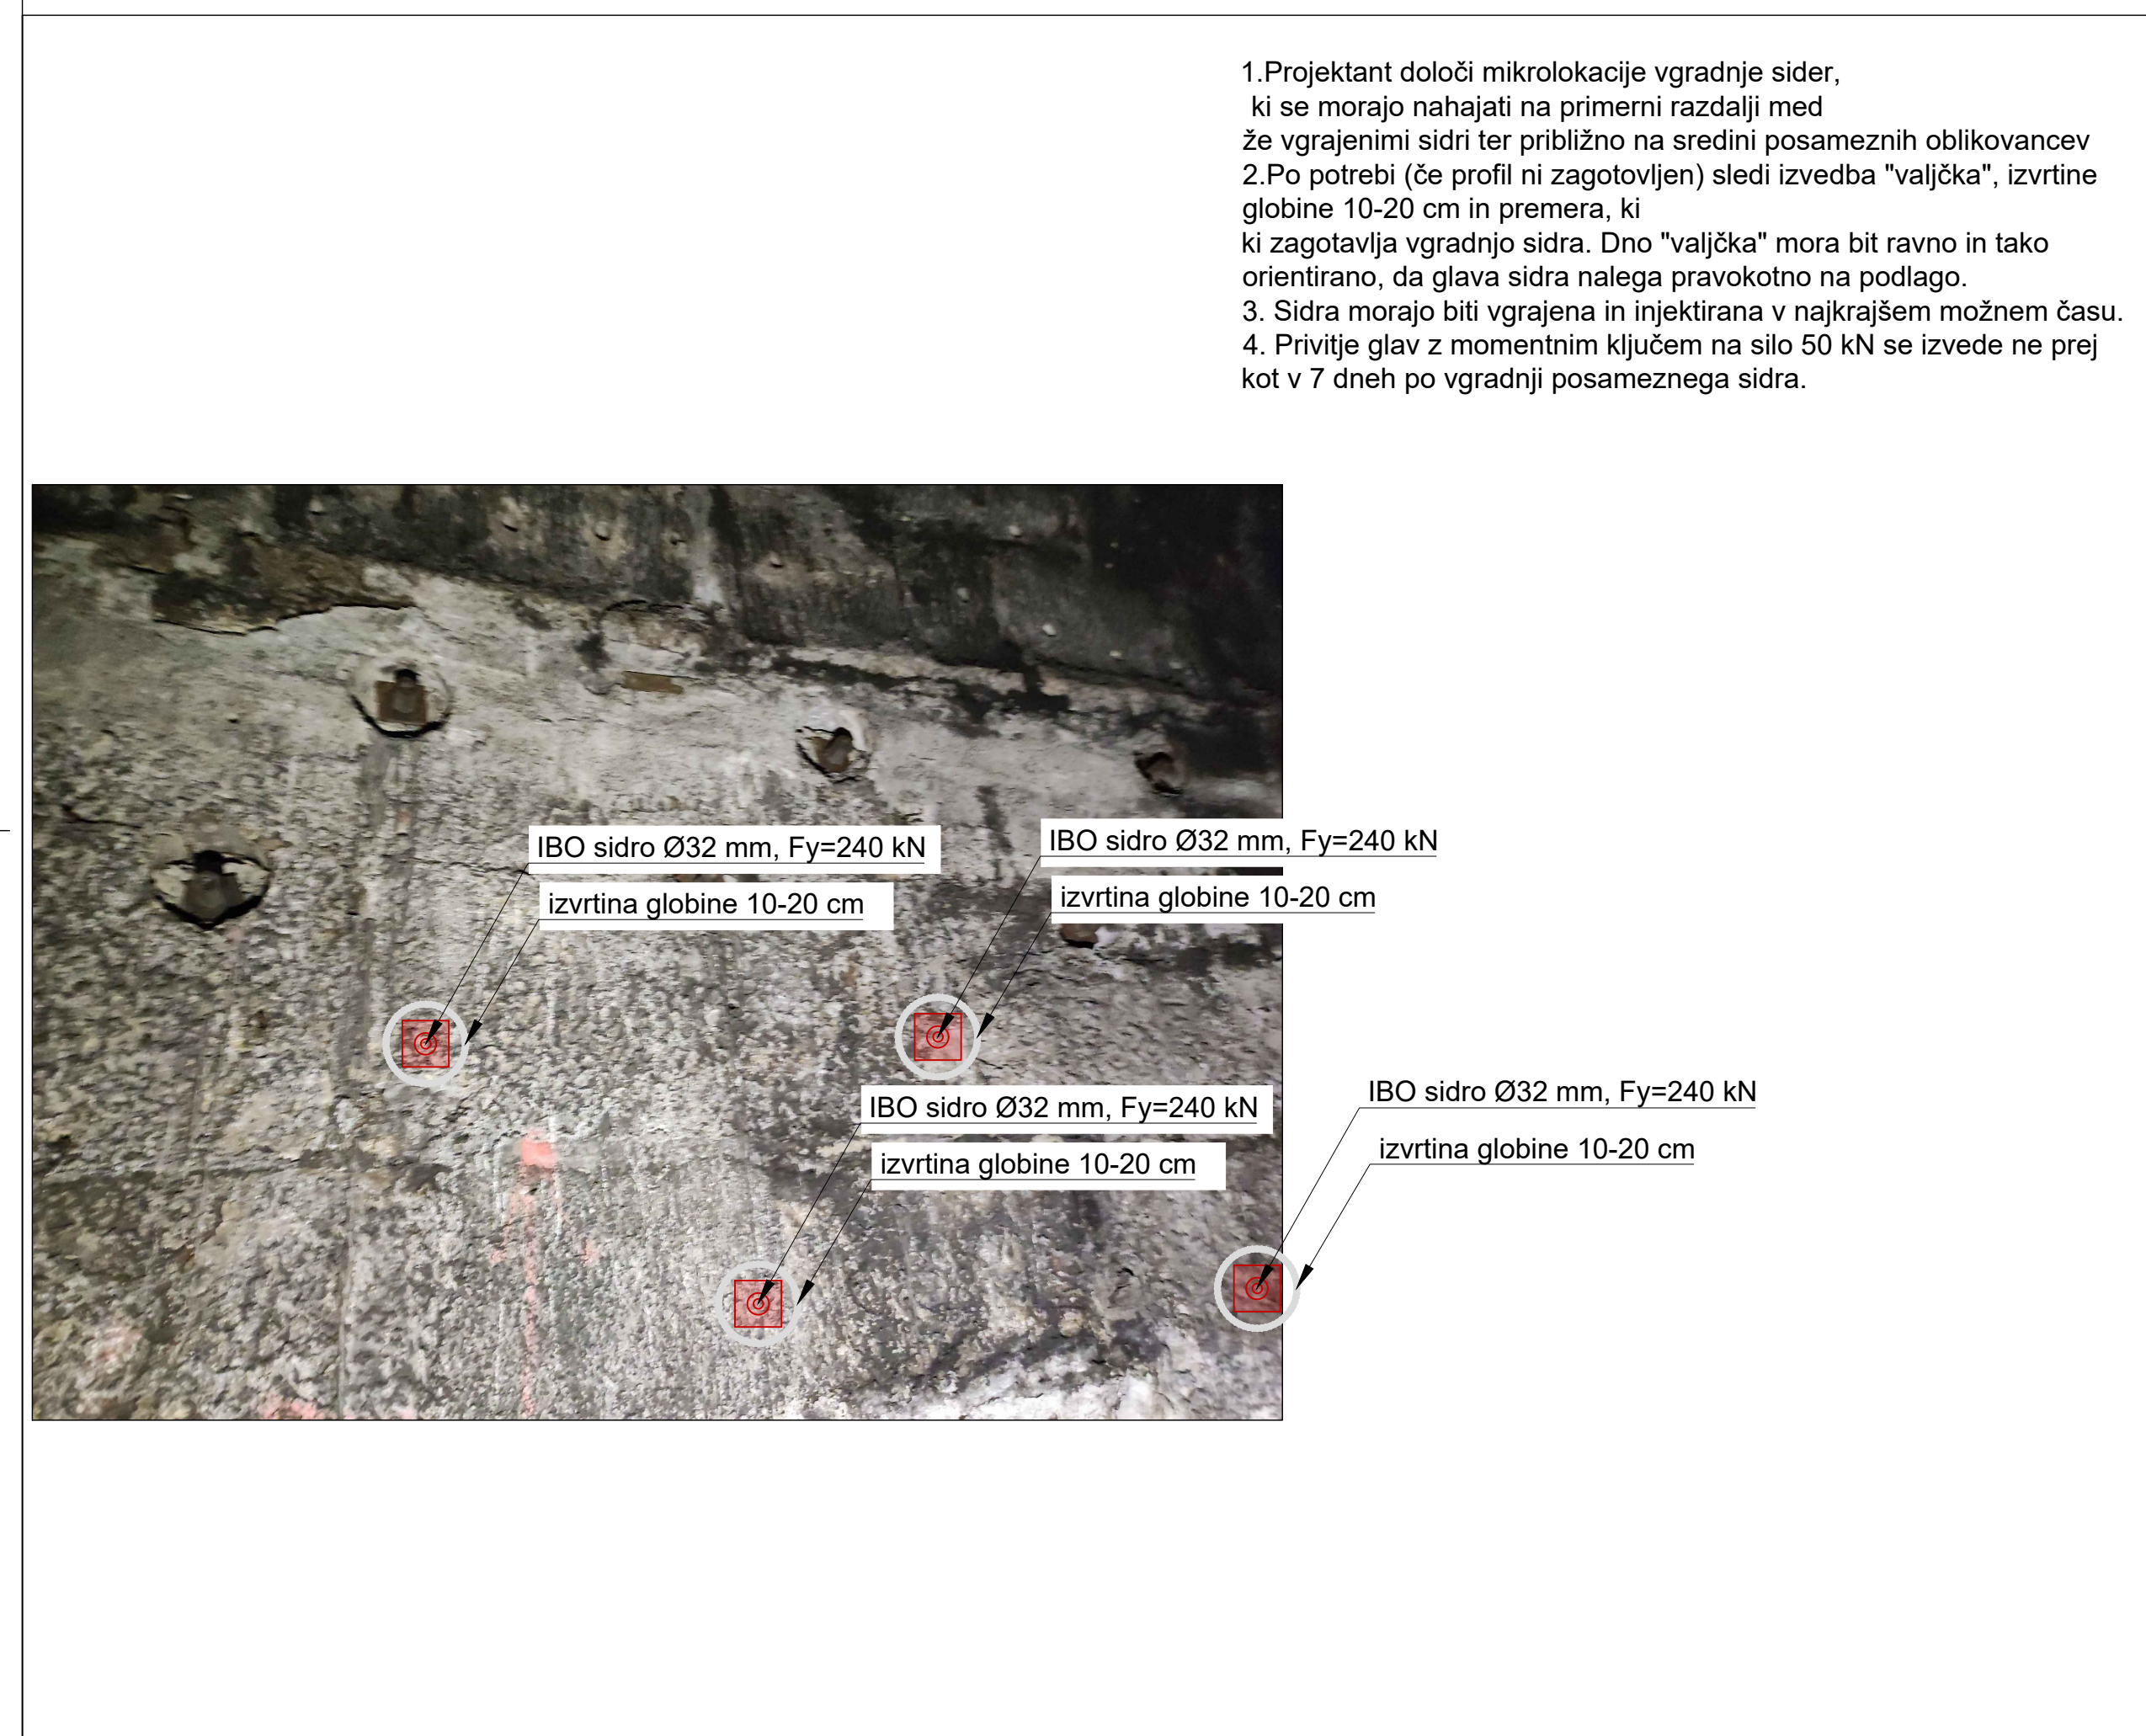 1.Projektant določi mikrolokacije vgradnje sider,
ki se morajo nahajati na primerni razdalji med
že vgrajenimi sidri ter približno na sredini posameznih oblikovancev
2.Po potrebi (če profil ni zagotovljen) sledi izvedba "valjčka", izvrtine
globine 10-20 cm in premera, ki
ki zagotavlja vgradnjo sidra. Dno "valjčka" mora bit ravno in tako
orientirano, da glava sidra nalega pravokotno na podlago.
3. Sidra morajo biti vgrajena in injektirana v najkrajšem možnem času.
4. Privitje glav z momentnim ključem na silo 50 kN se izvede ne prej
kot v 7 dneh po vgradnji posameznega sidra.
IBO sidro Ø32 mm, Fy=240 kN
izvrtina globine 10-20 cm
IBO sidro Ø32 mm, Fy=240 kN
izvrtina globine 10-20 cm
IBO sidro Ø32 mm, Fy=240 kN
izvrtina globine 10-20 cm
IBO sidro Ø32 mm, Fy=240 kN
izvrtina globine 10-20 cm